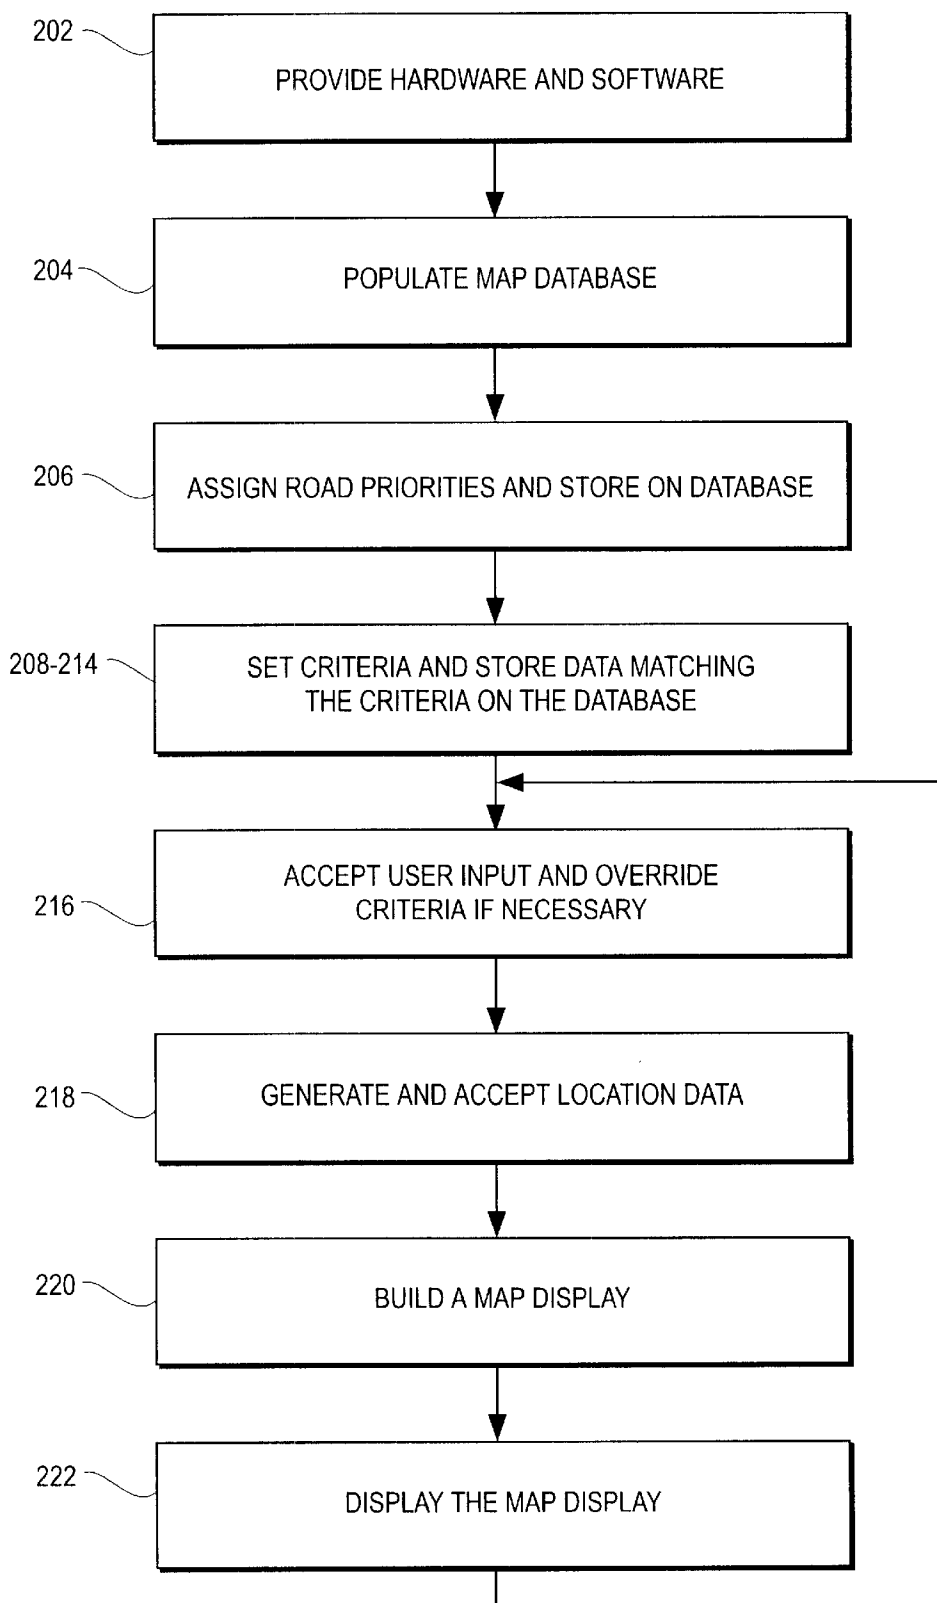 202
PROVIDE HARDWARE AND SOFTWARE
204
POPULATE MAP DATABASE
206
ASSIGN ROAD PRIORITIES AND STORE ON DATABASE
208-214
SET CRITERIA AND STORE DATA MATCHING
THE CRITERIA ON THE DATABASE
216
ACCEPT USER INPUT AND OVERRIDE
CRITERIA IF NECESSARY
218
GENERATE AND ACCEPT LOCATION DATA
220
BUILD A MAP DISPLAY
222
DISPLAY THE MAP DISPLAY